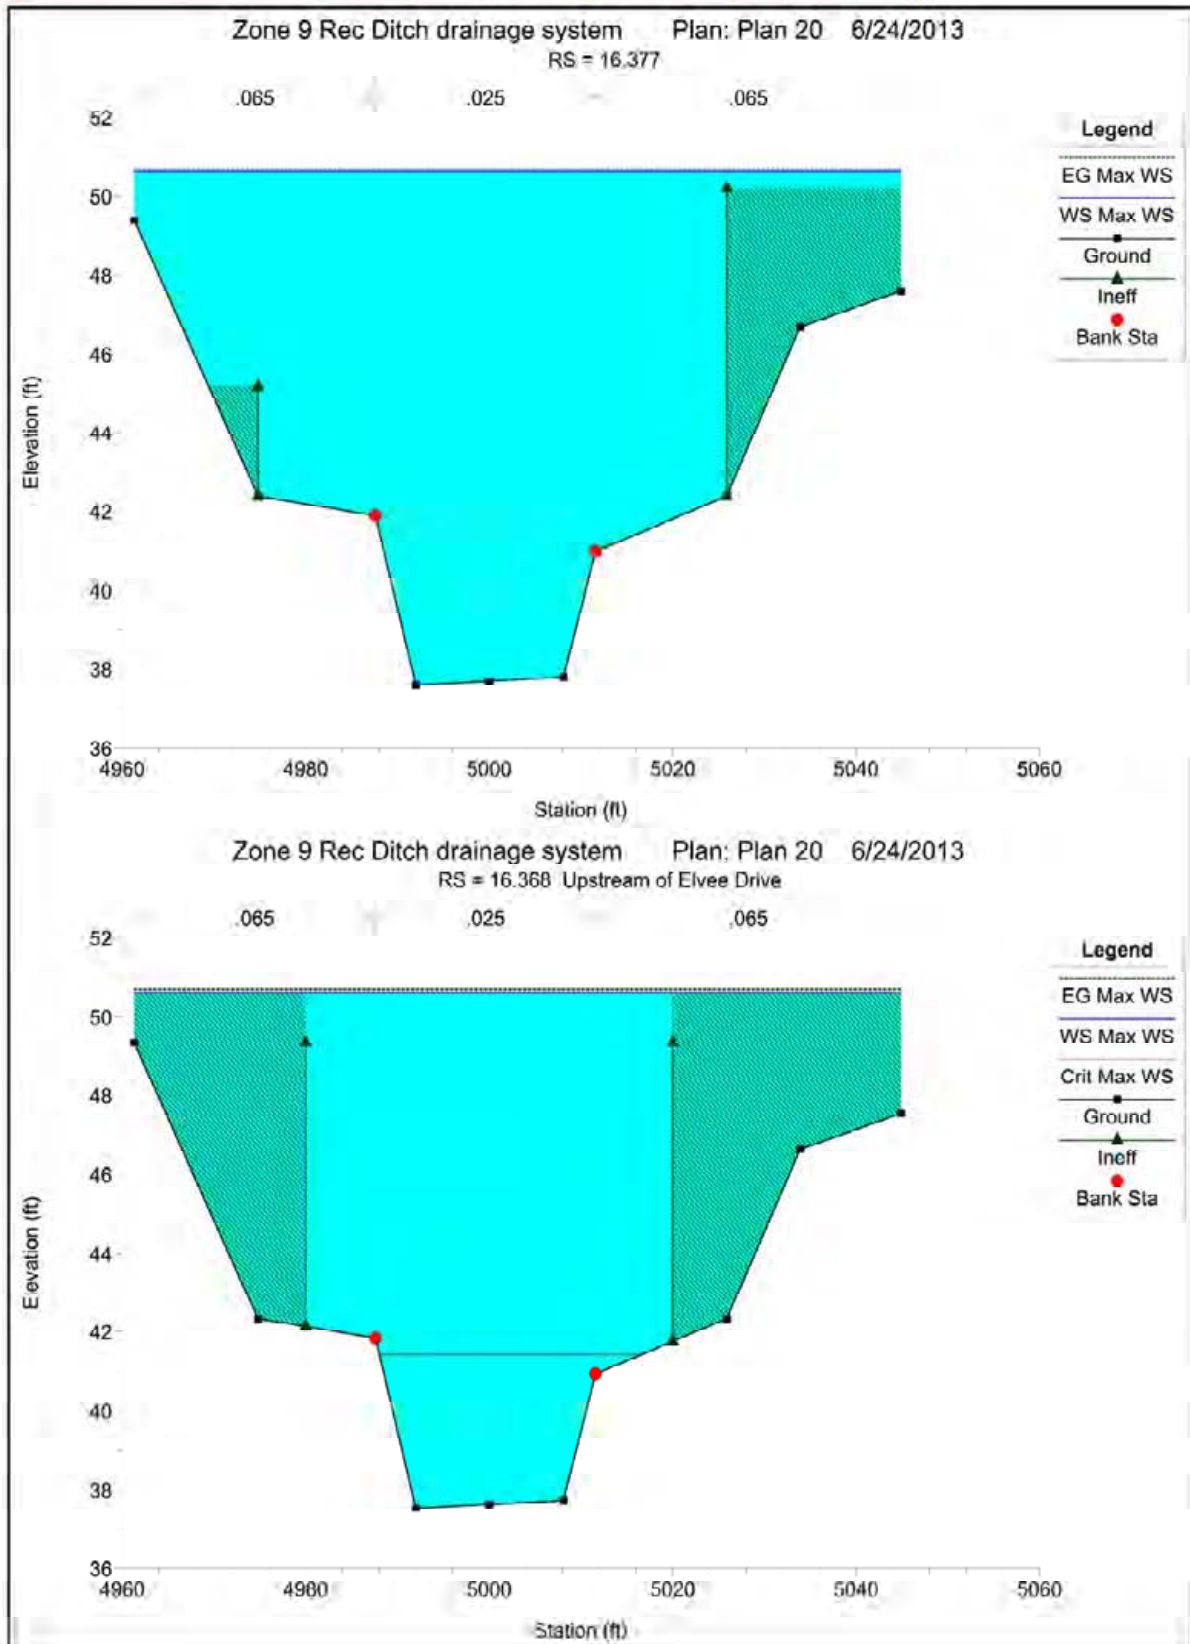 Zone 9 Rec Ditch drainage system Plan: Plan 20 6/24/2013
RS = 16.377
.065 .025 .065
Legend
EG Max WS
WS Max WS
Ground
Ineff
Bank Sta
52
50
48
46
44
42
40
38
36
Elevation (ft)
4960 4980 5000 5020 5040 5060
Station (ft)
Zone 9 Rec Ditch drainage system Plan: Plan 20 6/24/2013
RS = 16.368 Upstream of Elvee Drive
.065 .025 .065
Legend
EG Max WS
WS Max WS
Crit Max WS
Ground
Ineff
Bank Sta
52
50
48
46
44
42
40
38
36
Elevation (ft)
4960 4980 5000 5020 5040 5060
Station (ft)